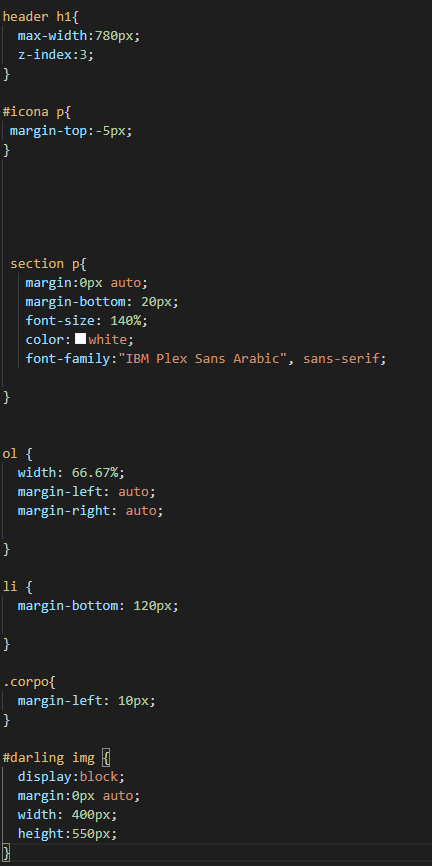 header h1{
max-width:780px;
z-index:3;
}
#icona p{
margin-top:-5px;
}
section p{
margin:0px auto;
margin-bottom: 20px;
font-size: 140%;
color:white;
font-family:"IBM Plex Sans Arabic", sans-serif;
}
ol {
width: 66.67%;
margin-left: auto;
margin-right: auto;
}
li {
margin-bottom: 120px;
}
.corpo{
margin-left: 10px;
}
#darling img {
display:block;
margin:0px auto;
width: 400px;
height:550px;
}